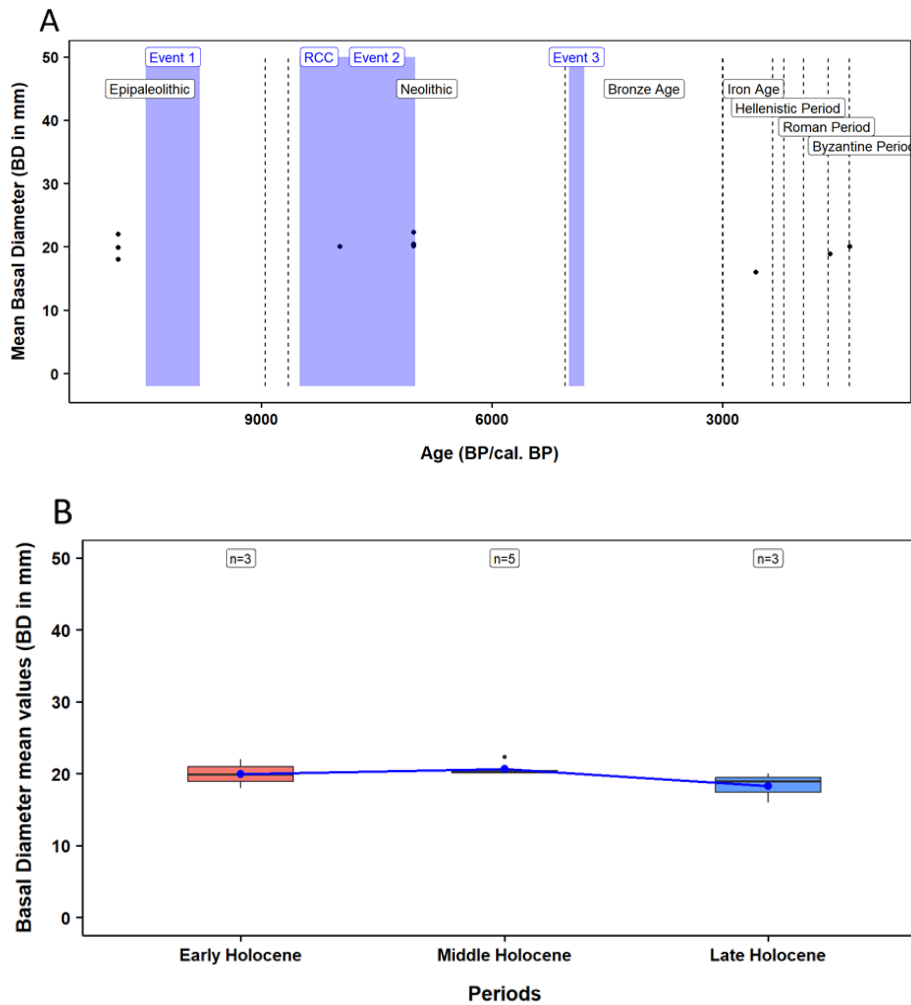 A
Mean Basal Diameter (BD in mm)
50
40
30
20
10
0
Event 1
RCC
Event 2
Event 3
Epipaleolithic
Neolithic
Bronze Age
Iron Age
Hellenistic Period
Roman Period
Byzantine Period
9000
6000
3000
Age (BP/cal. BP)
B
Basal Diameter mean values (BD in mm)
50
40
30
20
10
0
n=3
n=5
n=3
Early Holocene
Middle Holocene
Late Holocene
Periods